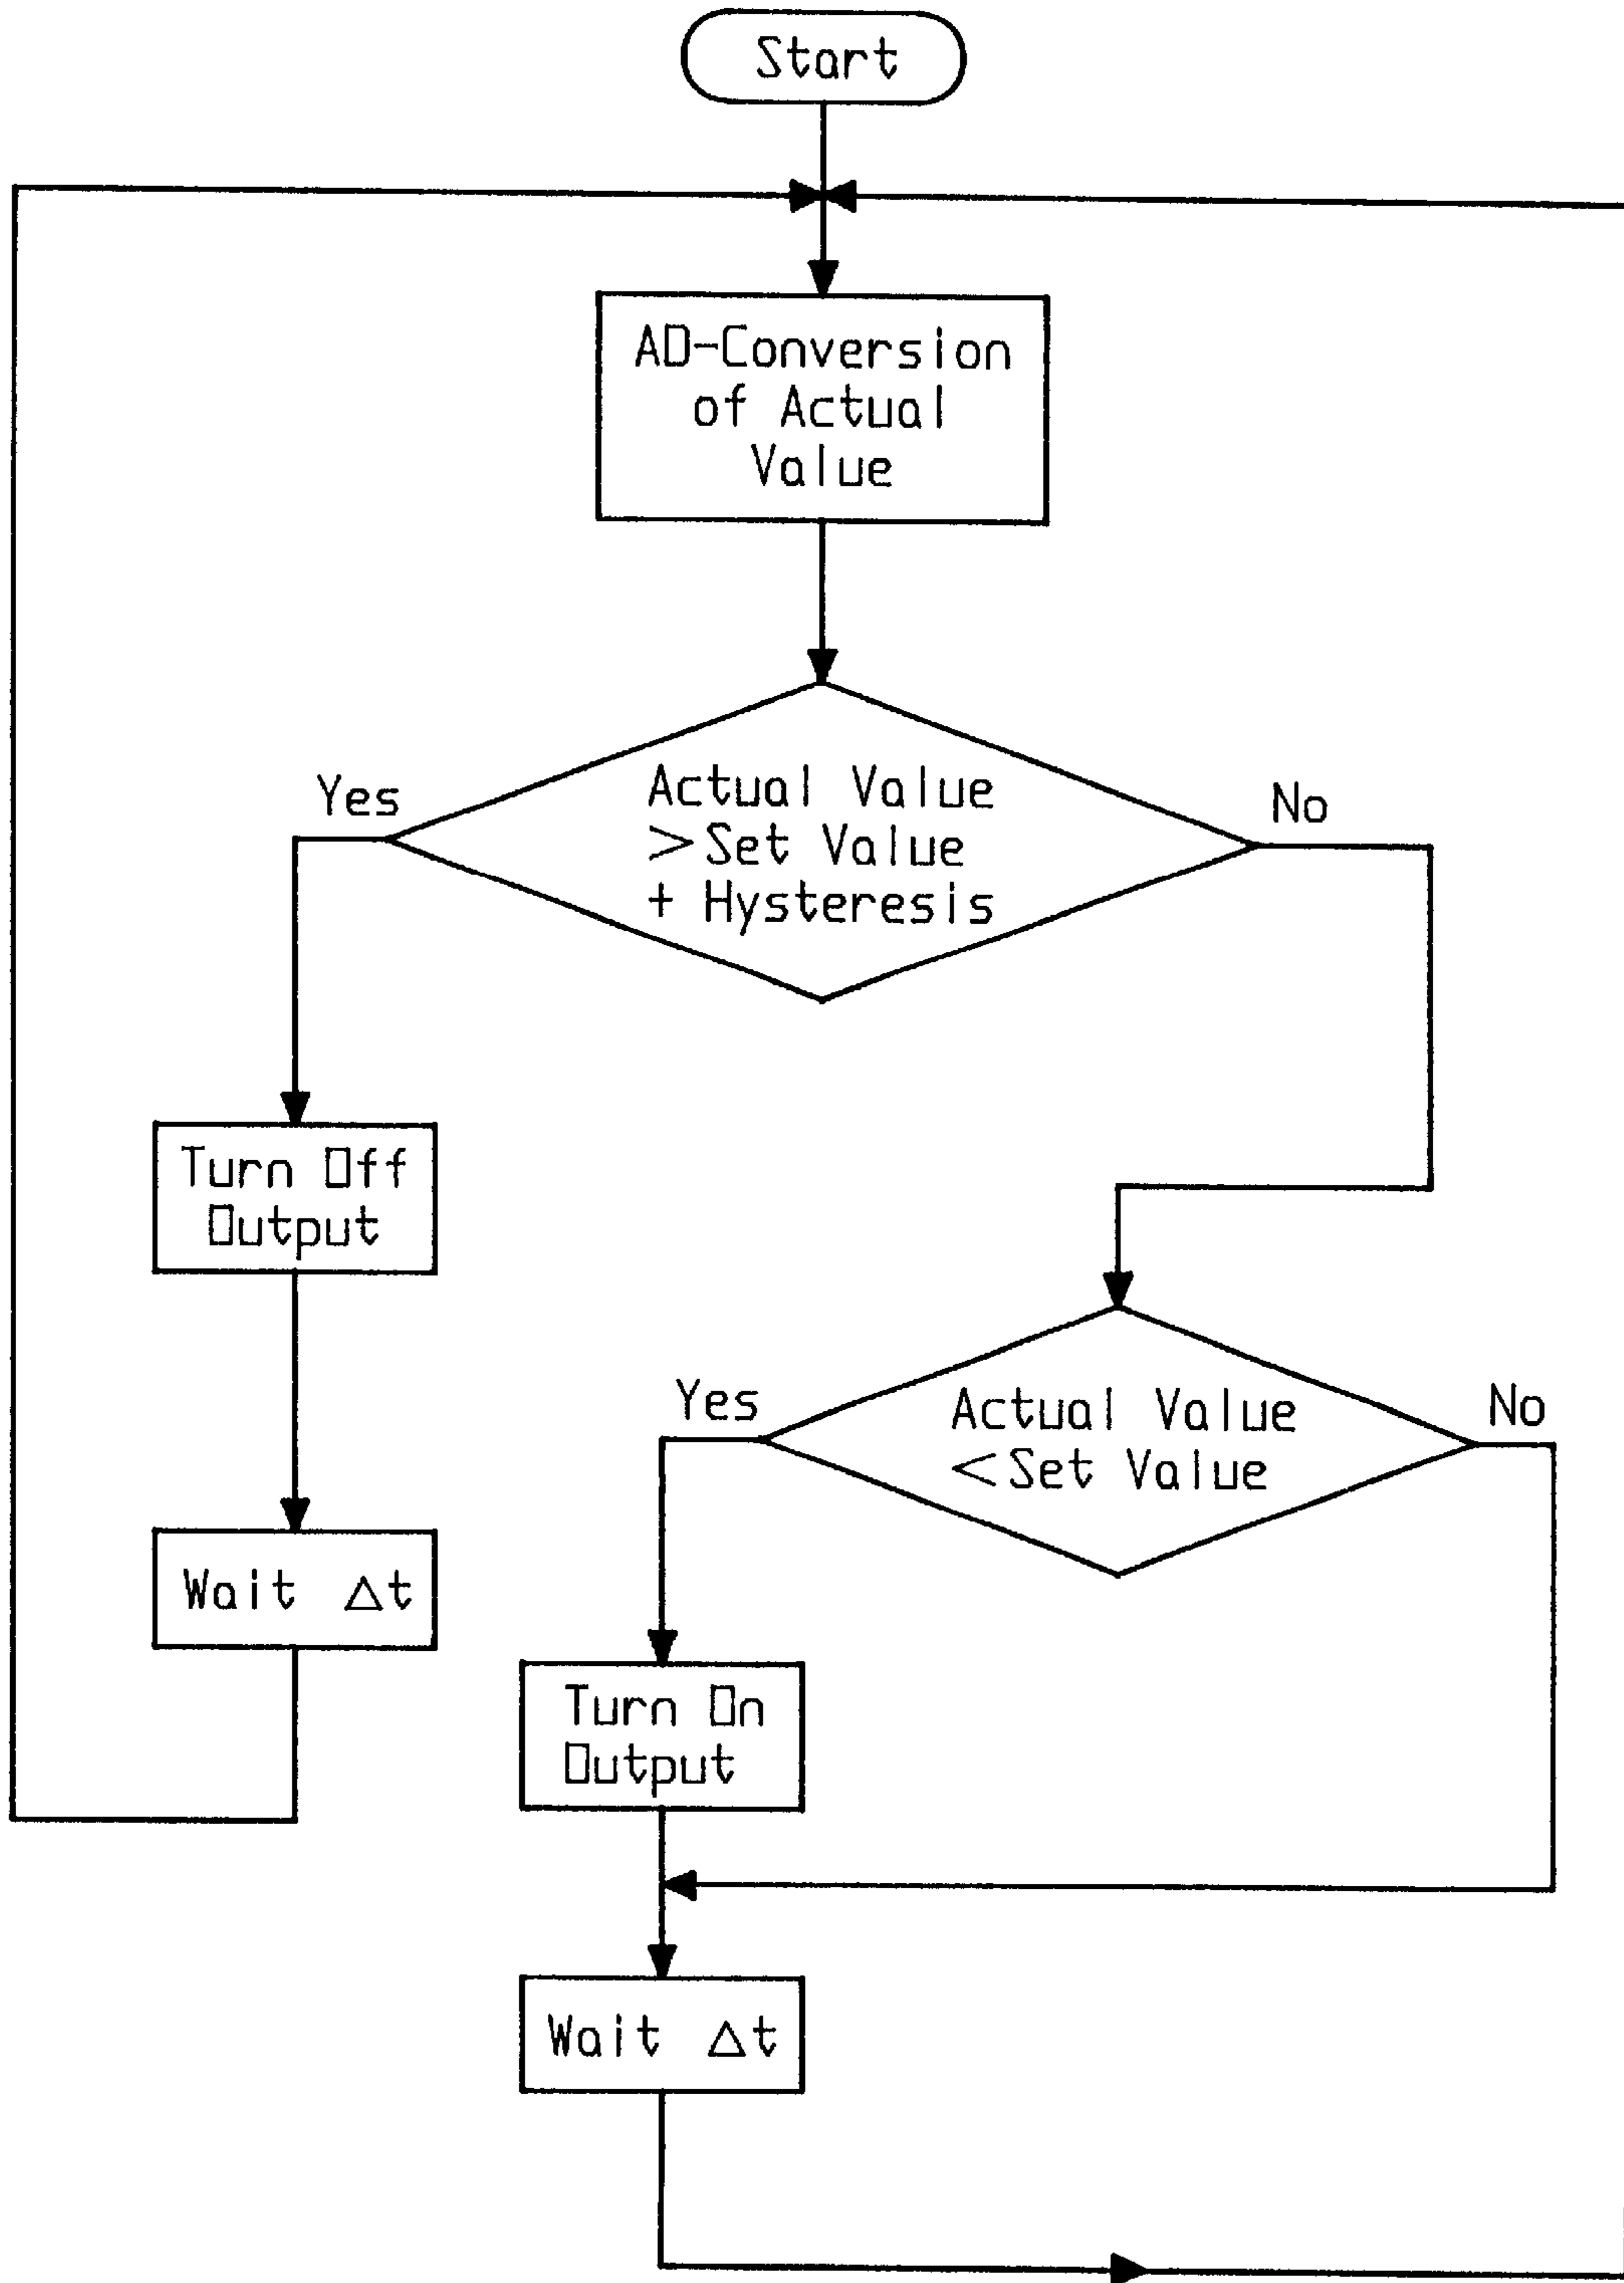 Start
AD-Conversion
of Actual
Value
Yes
Actual Value
>Set Value
+ Hysteresis
No
Turn Off
Output
Wait Δt
Yes
Actual Value
<Set Value
No
Turn On
Output
Wait Δt